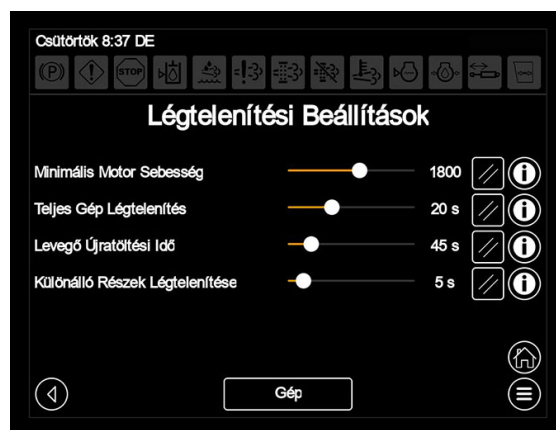 Csütörtök 8:37 DE
(P) STOP
Légtelenítési Beállítások
Minimális Motor Sebesség 1800
Teljes Gép Légtelenítés 20 s
Levegő Újratöltési Idő 45 s
Különálló Részek Légtelenítése 5 s
Gép